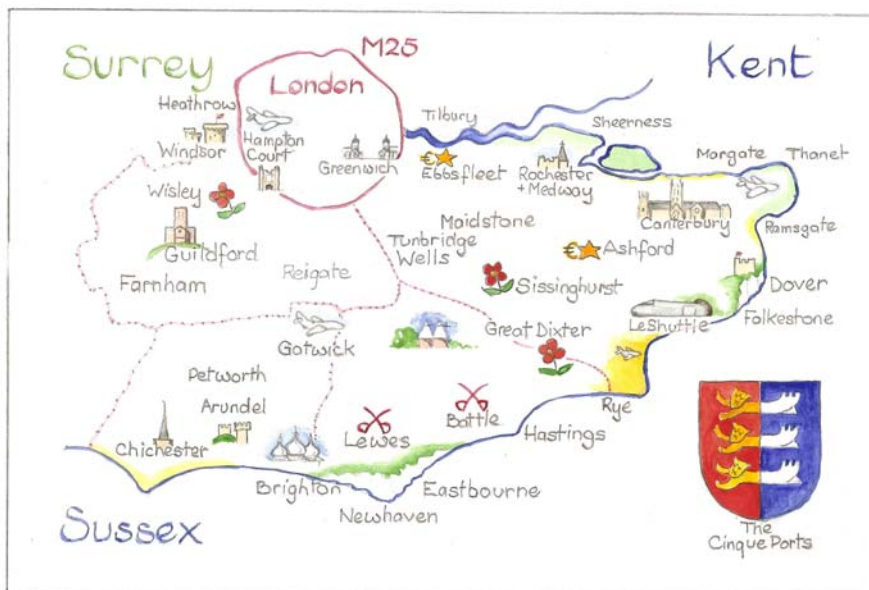 M25
Surrey
Kent
London
Heathrow
Tilbury
Sheerness
Windsor
Hampton
Court
Greenwich
Ebbsfleet
Rochester
+ Medway
Margate
Thanet
Wisley
Maidstone
Canterbury
Ramsgate
Guildford
Tunbridge
Wells
Ashford
Farnham
Reigate
Sissinghurst
Dover
LeShuttle
Folkestone
Gatwick
Great Dixter
Petworth
Arundel
Battle
Rye
Chichester
Lewes
Hastings
Brighton
Eastbourne
Newhaven
Sussex
The
Cinque Ports